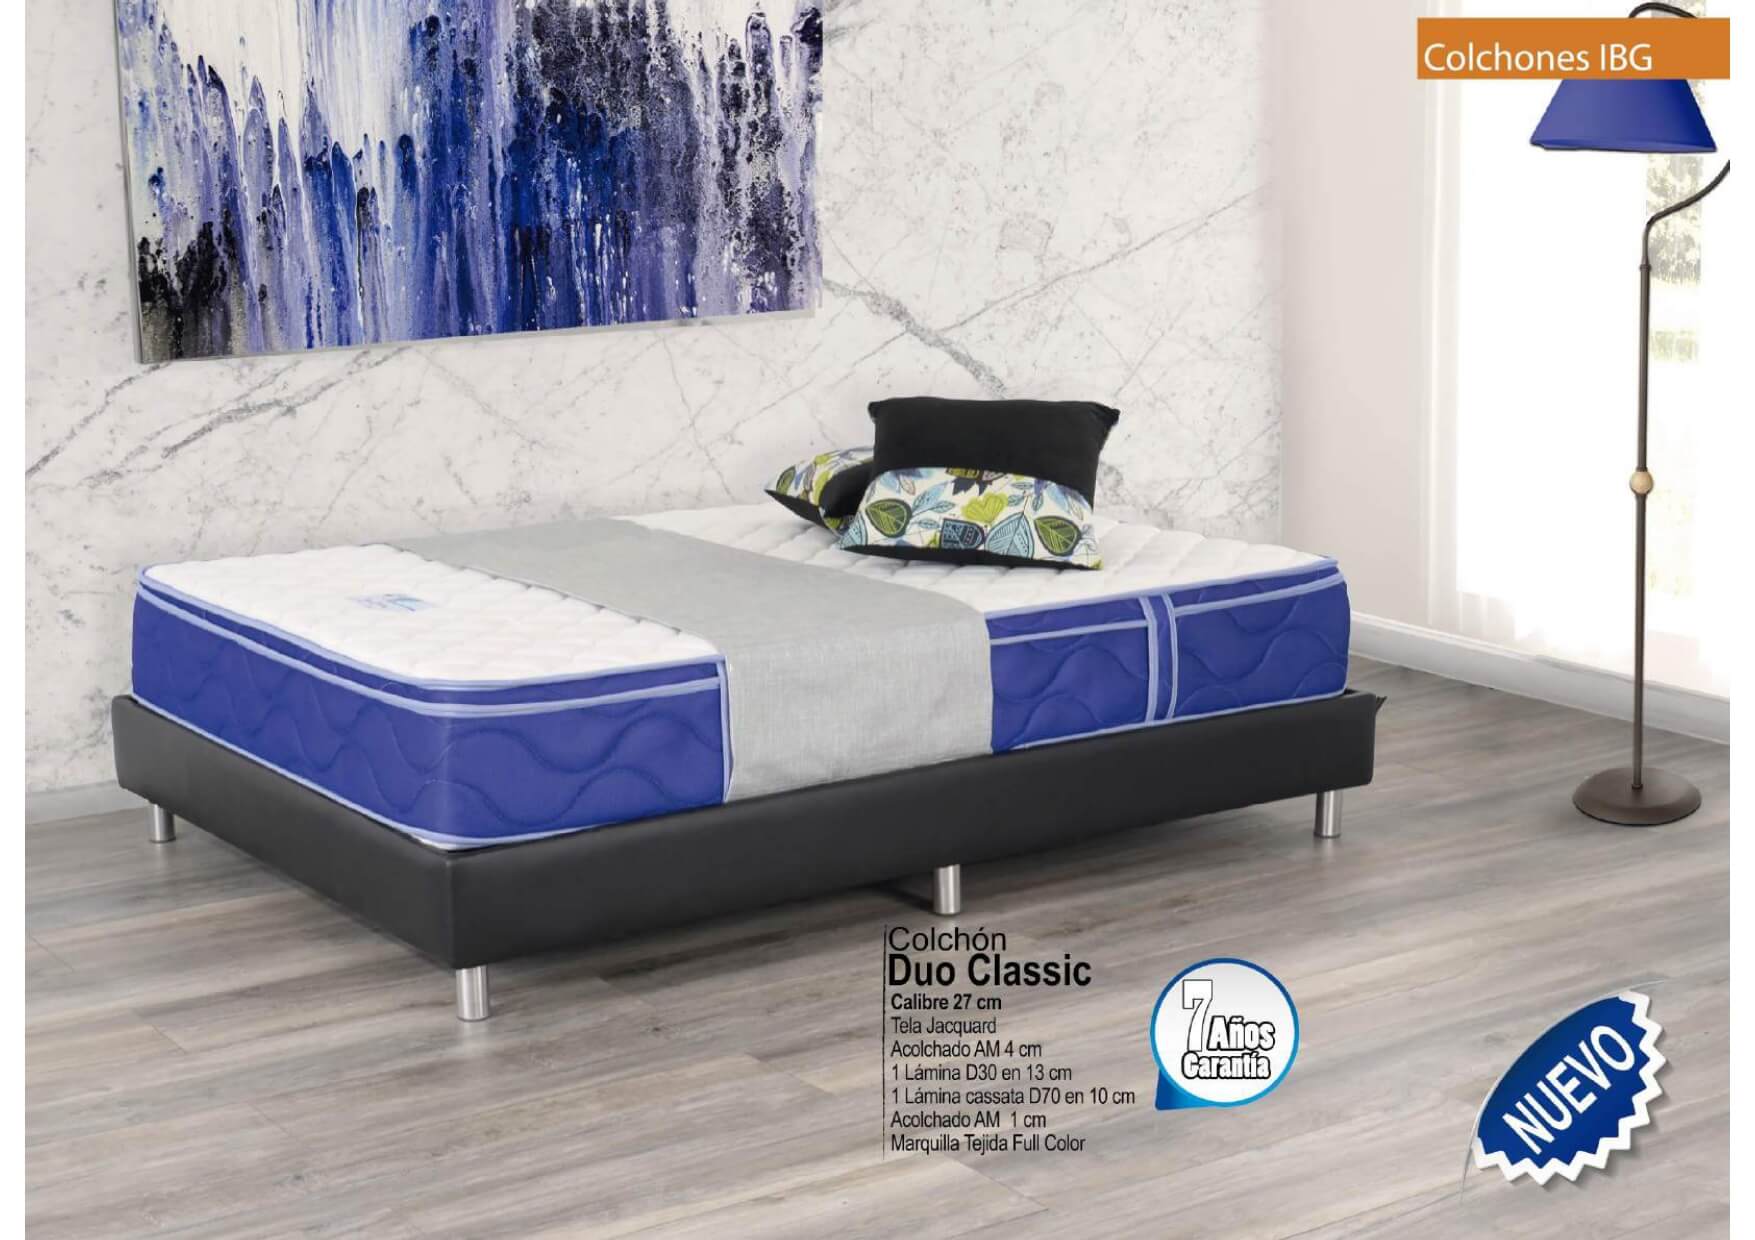 Colchones IBG
Colchón
Duo Classic
Calibre 27 cm
Tela Jacquard
Acolchado AM 4 cm
1 Lámina D30 en 13 cm
1 Lámina cassata D70 en 10 cm
Acolchado AM 1 cm
Marquilla Tejida Full Color
7 Años
Garantía
NUEVO